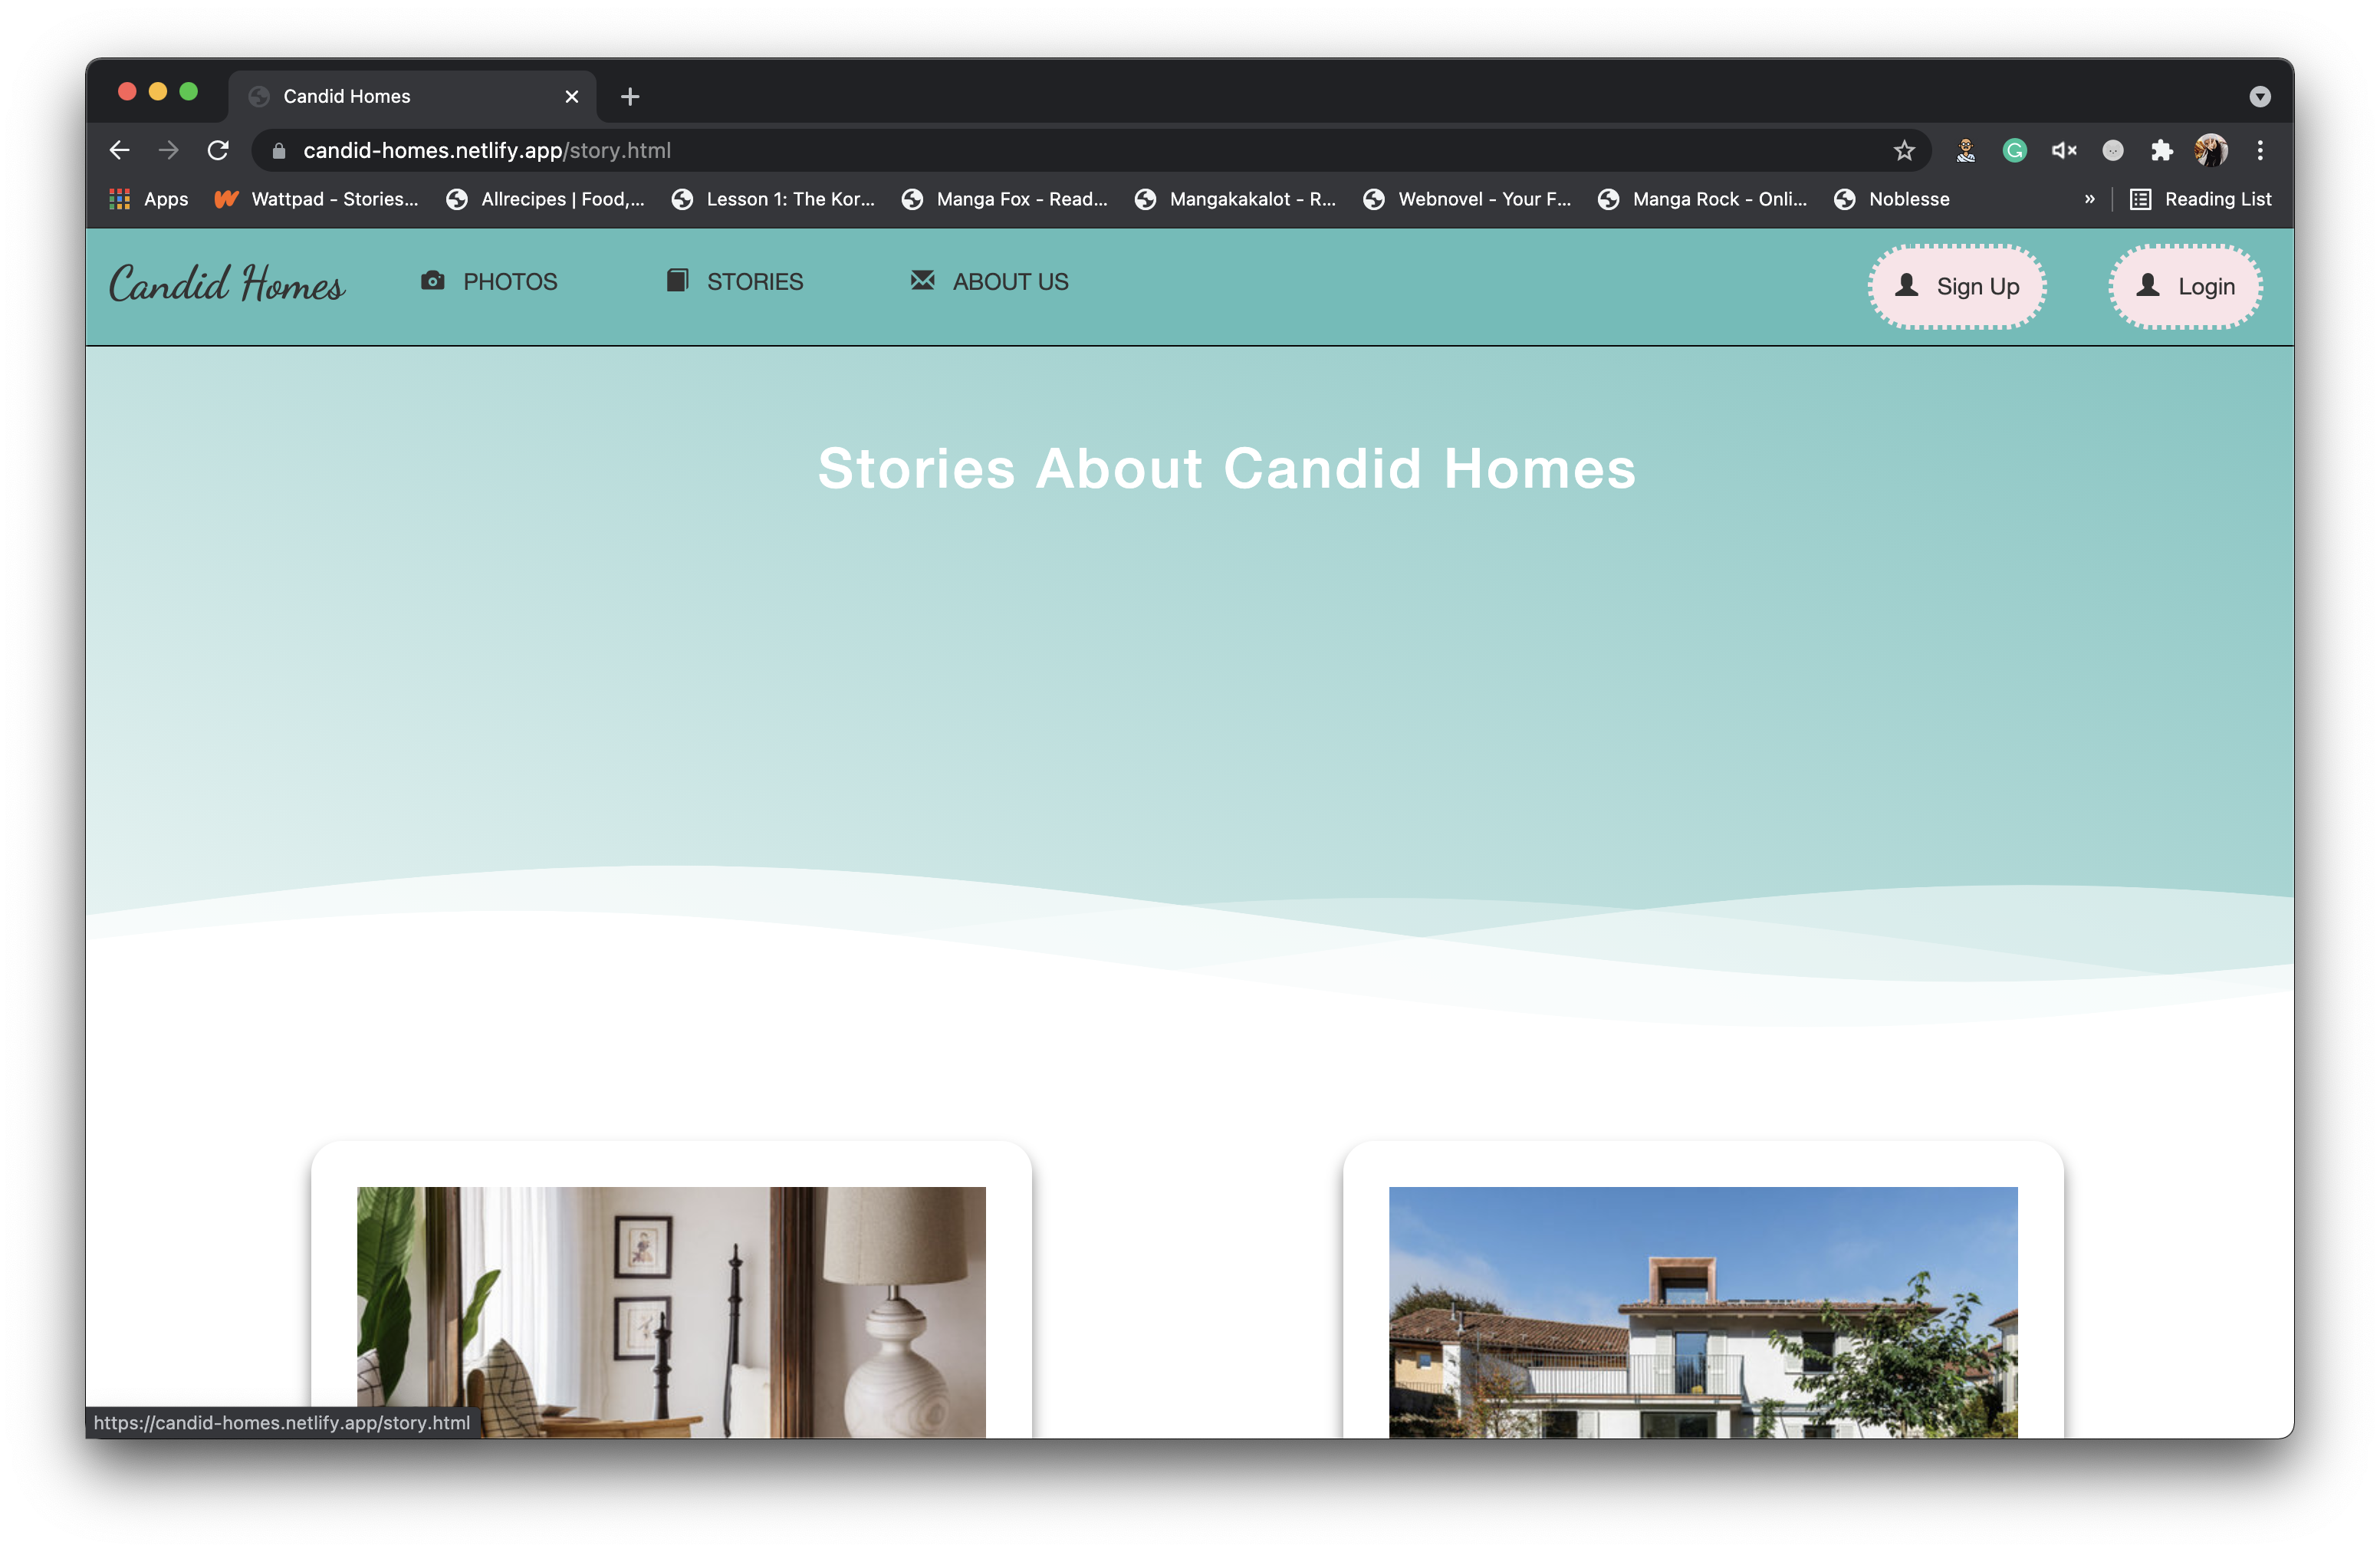 Candid Homes
candid-homes.netlify.app/story.html
Apps Wattpad - Stories... Allrecipes | Food,... Lesson 1: The Kor... Manga Fox - Read... Mangakakalot - R... Webnovel - Your F... Manga Rock - Onli... Noblesse » Reading List
Candid Homes PHOTOS STORIES ABOUT US Sign Up Login
Stories About Candid Homes
https://candid-homes.netlify.app/story.html